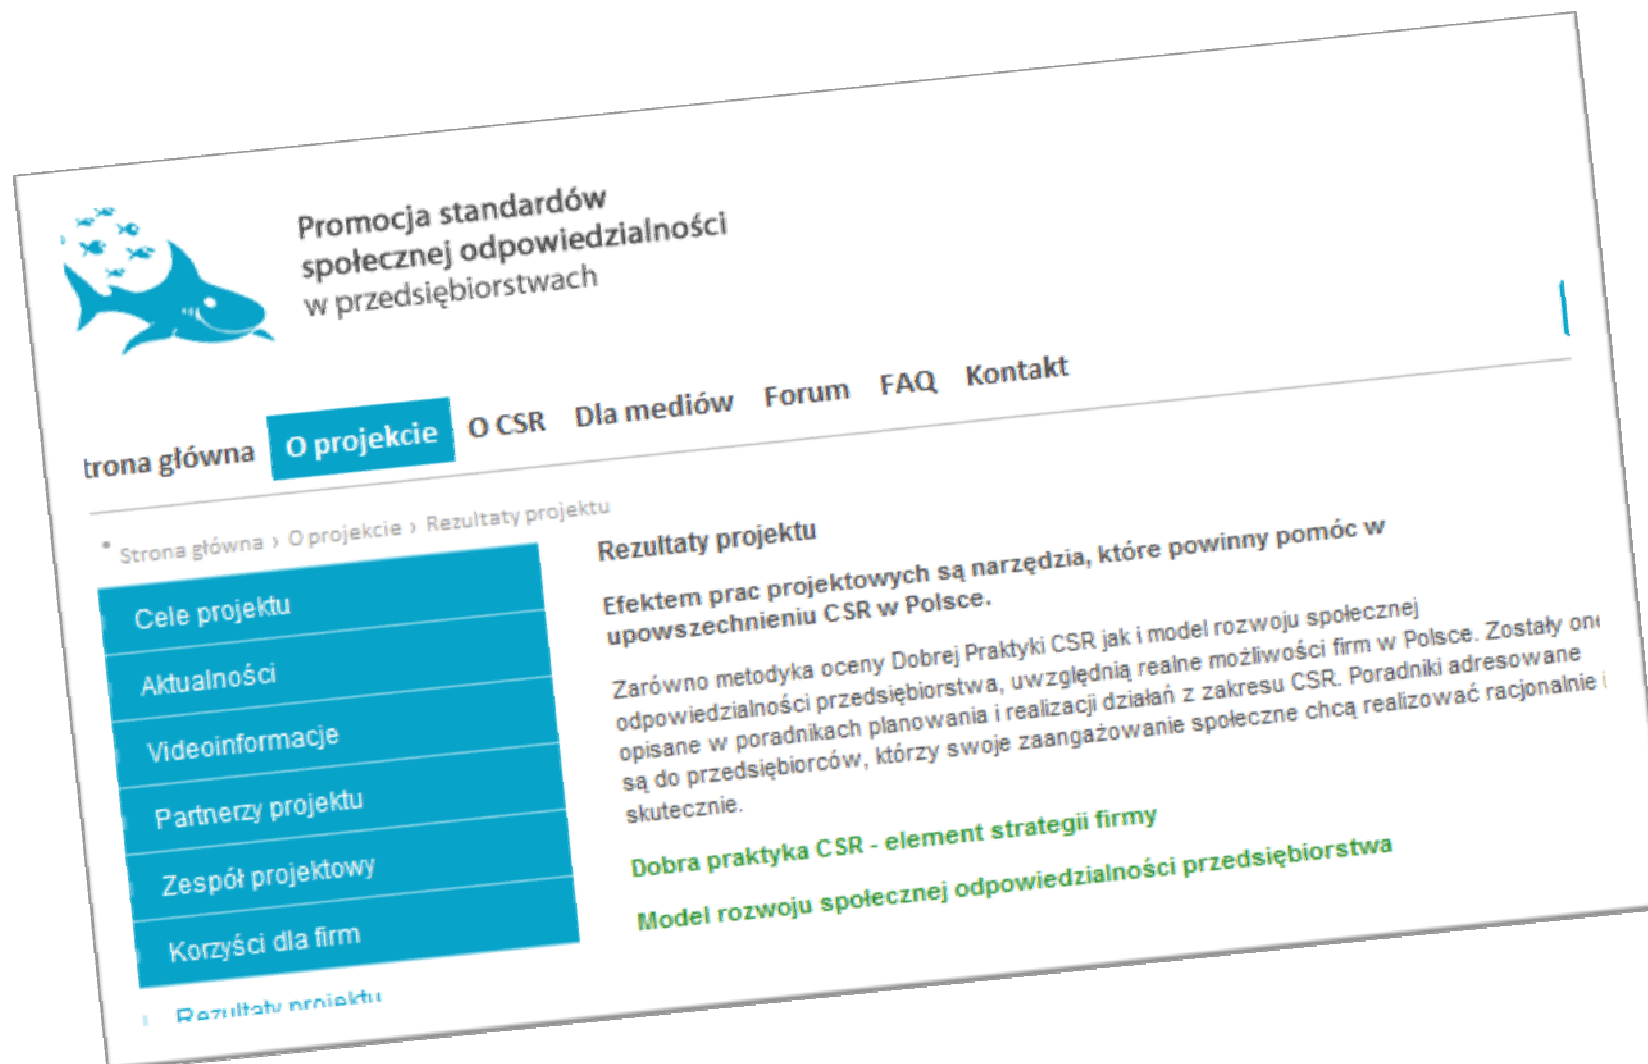 Promocja standardów
społecznej odpowiedzialności
w przedsiębiorstwach
trona główna O projekcie O CSR Dla mediów Forum FAQ Kontakt
Strona główna › O projekcie › Rezultaty projektu
Cele projektu
Aktualności
Videoinformacje
Partnerzy projektu
Zespół projektowy
Korzyści dla firm
Rezultaty projektu
Rezultaty projektu
Efektem prac projektowych są narzędzia, które powinny pomóc w
upowszechnieniu CSR w Polsce.
Zarówno metodyka oceny Dobrej Praktyki CSR jak i model rozwoju społecznej
odpowiedzialności przedsiębiorstwa, uwzględnią realne możliwości firm w Polsce. Zostały one
opisane w poradnikach planowania i realizacji działań z zakresu CSR. Poradniki adresowane
są do przedsiębiorców, którzy swoje zaangażowanie społeczne chcą realizować racjonalnie i
skutecznie.
Dobra praktyka CSR - element strategii firmy
Model rozwoju społecznej odpowiedzialności przedsiębiorstwa